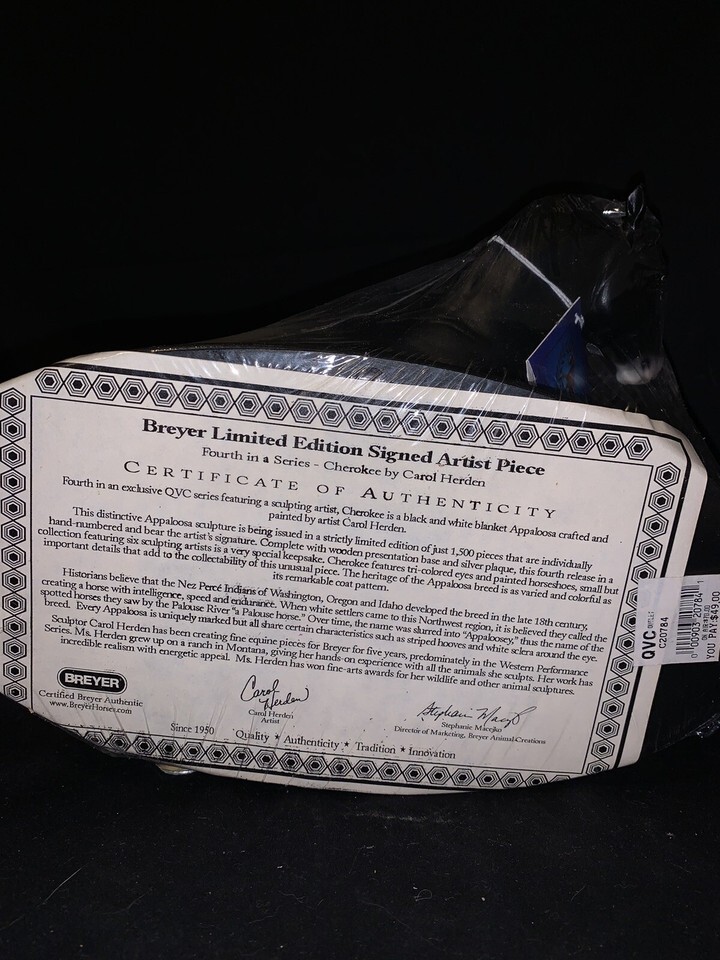 Breyer Limited Edition Signed Artist Piece
Fourth in a Series - Cherokee by Carol Herden
CERTIFICATE OF AUTHENTICITY
Fourth in an exclusive QVC series featuring a sculpting artist, Cherokee is a black and white blanket Appaloosa crafted and
painted by artist Carol Herden.
This distinctive Appaloosa sculpture is being issued in a strictly limited edition of just 1,500 pieces that are individually
hand-numbered and bear the artist's signature. Complete with wooden presentation base and silver plaque, this fourth release in a
collection featuring six sculpting artists is a very special keepsake. Cherokee features tri-colored eyes and painted horseshoes, small but
important details that add to the collectability of this unusual piece. The heritage of the Appaloosa breed is as varied and colorful as
its remarkable coat pattern.
Historians believe that the Nez Percé Indians of Washington, Oregon and Idaho developed the breed in the late 18th century,
creating a horse with intelligence, speed and endurance. When white settlers came to this Northwest region, it is believed they called the
spotted horses they saw by the Palouse River "a Palouse horse." Over time, the name was slurred into "Appaloosey," thus the name of the
breed. Every Appaloosa is uniquely marked but all share certain characteristics such as striped hooves and white sclera around the eye.
Sculptor Carol Herden has been creating fine equine pieces for Breyer for five years, predominately in the Western Performance
Series. Ms. Herden grew up on a ranch in Montana, giving her hands-on experience with all the animals she sculpts. Her work has
incredible realism with energetic appeal. Ms. Herden has won fine-arts awards for her wildlife and other animal sculptures.
BREYER
Certified Breyer Authentic
www.BreyerHorses.com
Carol Herden
Carol Herden
Artist
Stephanie Macejko
Stephanie Macejko
Director of Marketing, Breyer Animal Creations
Since 1950
Quality ★ Authenticity ★ Tradition ★ Innovation
QVC
C20784
0 009033 20784 1
YOU PAY:$49.00